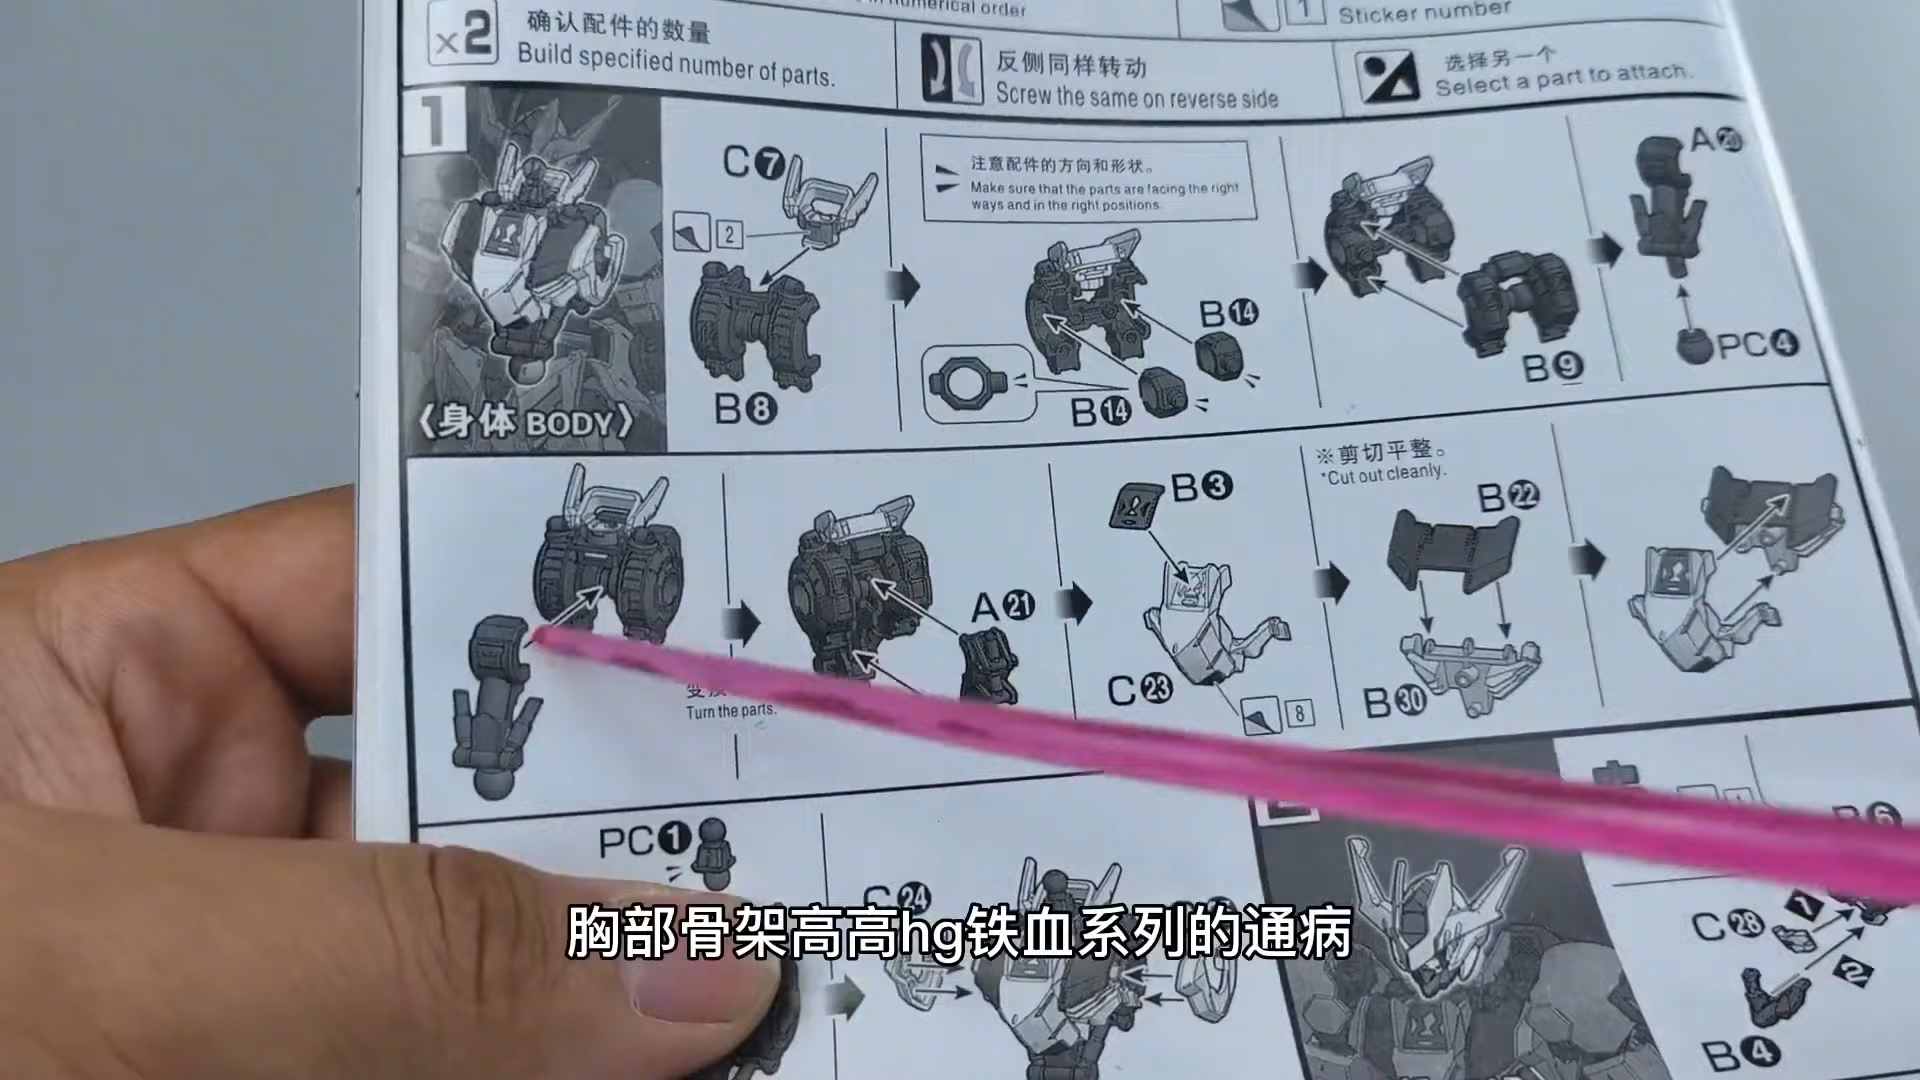 numerical order
1
Sticker number
x2
确认配件的数量
Build specified number of parts.
反侧同样转动
Screw the same on reverse side
选择另一个
Select a part to attach.
1
C7
2
B8
〈身体 BODY〉
注意配件的方向和形状。
Make sure that the parts are facing the right
ways and in the right positions.
B14
B14
B9
A20
PC4
Turn the parts.
A21
B3
C23
8
※剪切平整。
*Cut out cleanly.
B22
B30
PC1
C24
B6
C28
1
2
B4
胸部骨架高高hg铁血系列的通病